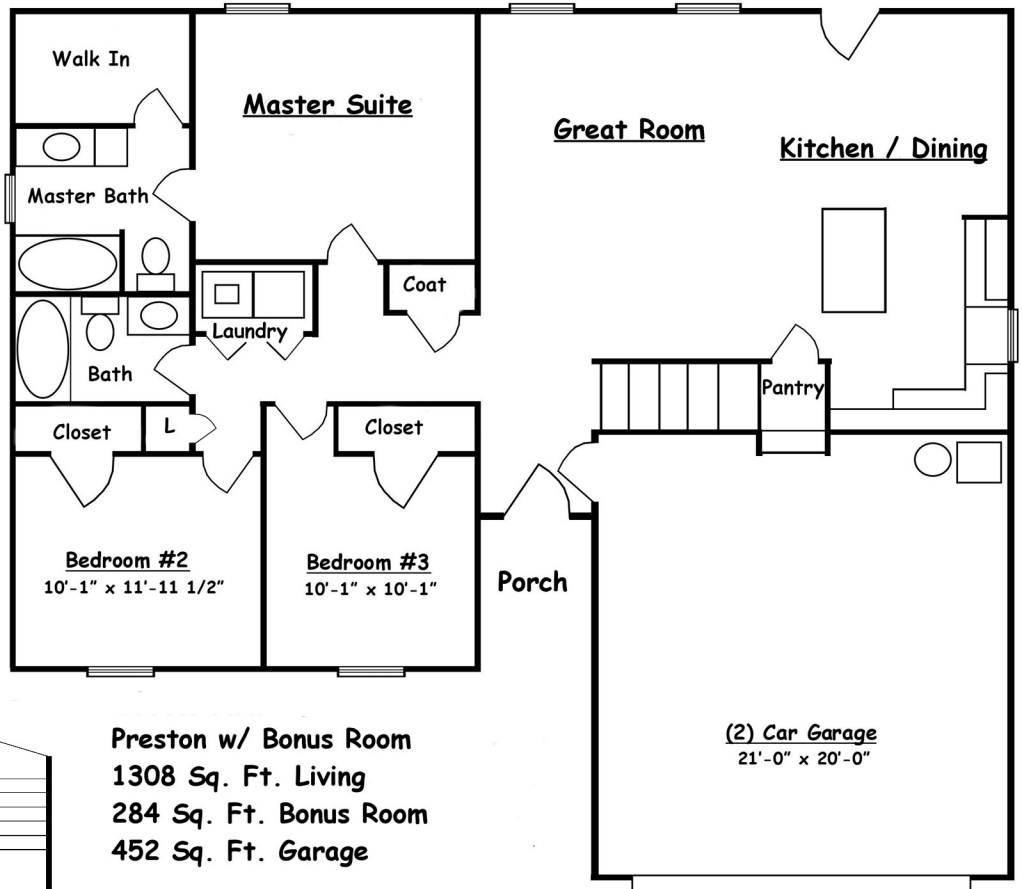 Walk In
Master Suite
Great Room
Kitchen / Dining
Master Bath
Coat
Laundry
Bath
Pantry
Closet
L
Closet
Bedroom #2
10'-1" x 11'-11 1/2"
Bedroom #3
10'-1" x 10'-1"
Porch
(2) Car Garage
21'-0" x 20'-0"
Preston w/ Bonus Room
1308 Sq. Ft. Living
284 Sq. Ft. Bonus Room
452 Sq. Ft. Garage